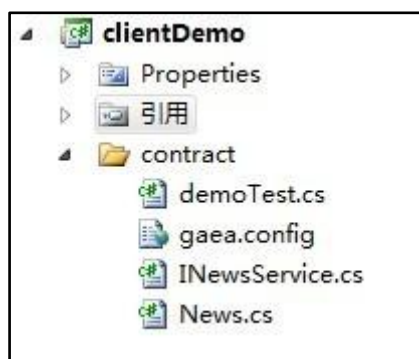 clientDemo
Properties
引用
contract
demoTest.cs
gaea.config
INewsService.cs
News.cs